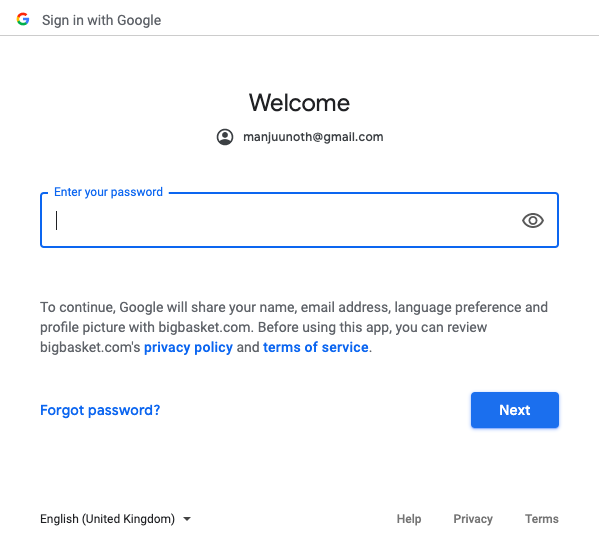 Sign in with Google
Welcome
manjuunoth@gmail.com
Enter your password
To continue, Google will share your name, email address, language preference and
profile picture with bigbasket.com. Before using this app, you can review
bigbasket.com's privacy policy and terms of service.
Forgot password?
Next
English (United Kingdom)
Help
Privacy
Terms